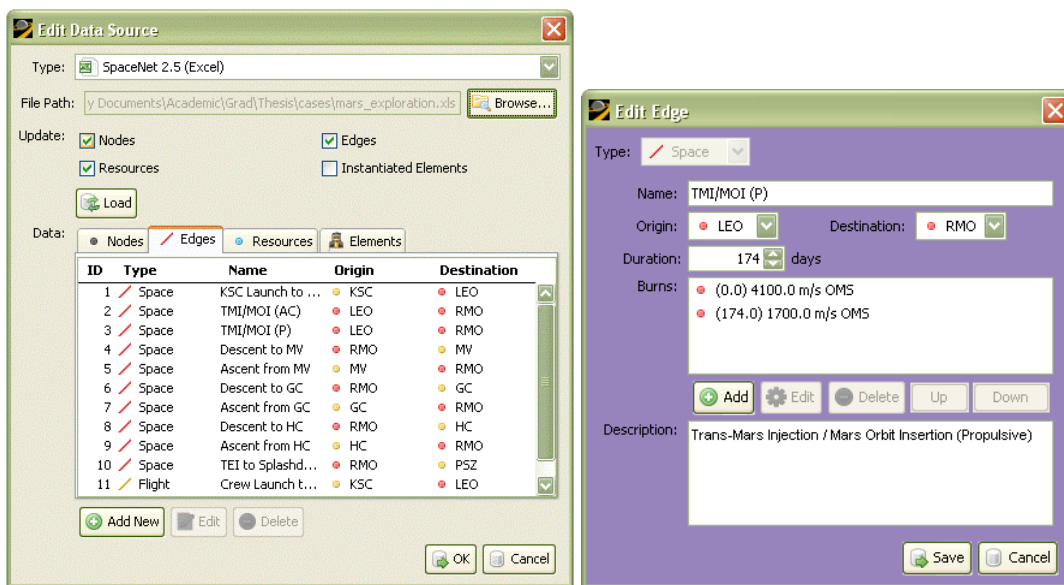 Edit Data Source
Type: SpaceNet 2.5 (Excel)
File Path: y Documents\Academic\Grad\Thesis\cases\mars_exploration.xls Browse...
Update: Nodes Edges
Resources Instantiated Elements
Load
Data: Nodes Edges Resources Elements
ID Type Name Origin Destination
1 Space KSC Launch to ... KSC LEO
2 Space TMI/MOI (AC) LEO RMO
3 Space TMI/MOI (P) LEO RMO
4 Space Descent to MV RMO MV
5 Space Ascent from MV MV RMO
6 Space Descent to GC RMO GC
7 Space Ascent from GC GC RMO
8 Space Descent to HC RMO HC
9 Space Ascent from HC HC RMO
10 Space TEI to Splashd... RMO PSZ
11 Flight Crew Launch t... KSC LEO
Add New Edit Delete
OK Cancel
Edit Edge
Type: Space
Name: TMI/MOI (P)
Origin: LEO Destination: RMO
Duration: 174 days
Burns: (0.0) 4100.0 m/s OMS
(174.0) 1700.0 m/s OMS
Add Edit Delete Up Down
Description: Trans-Mars Injection / Mars Orbit Insertion (Propulsive)
Save Cancel